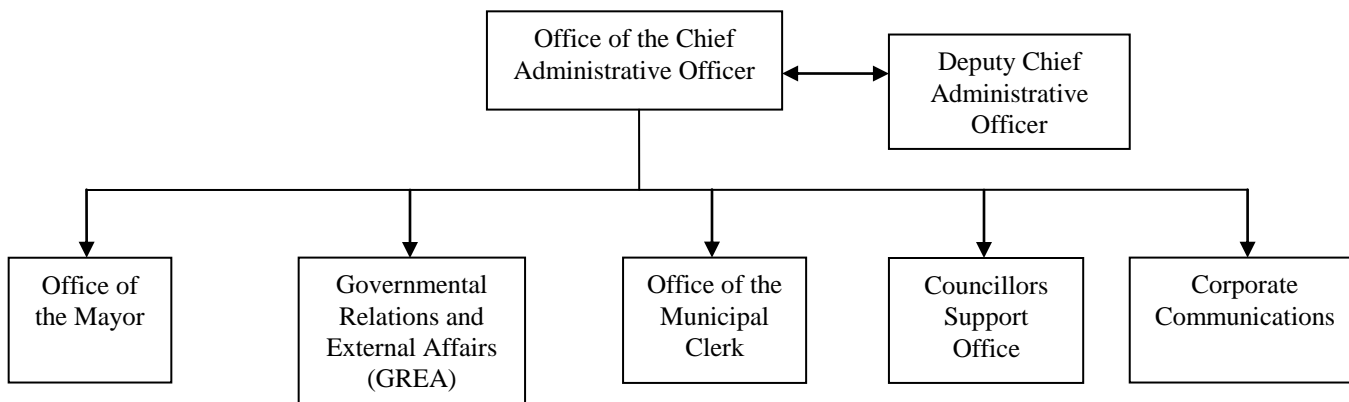 Office of the Chief
Administrative Officer
Deputy Chief
Administrative
Officer
Office of
the Mayor
Governmental
Relations and
External Affairs
(GREA)
Office of the
Municipal
Clerk
Councillors
Support
Office
Corporate
Communications